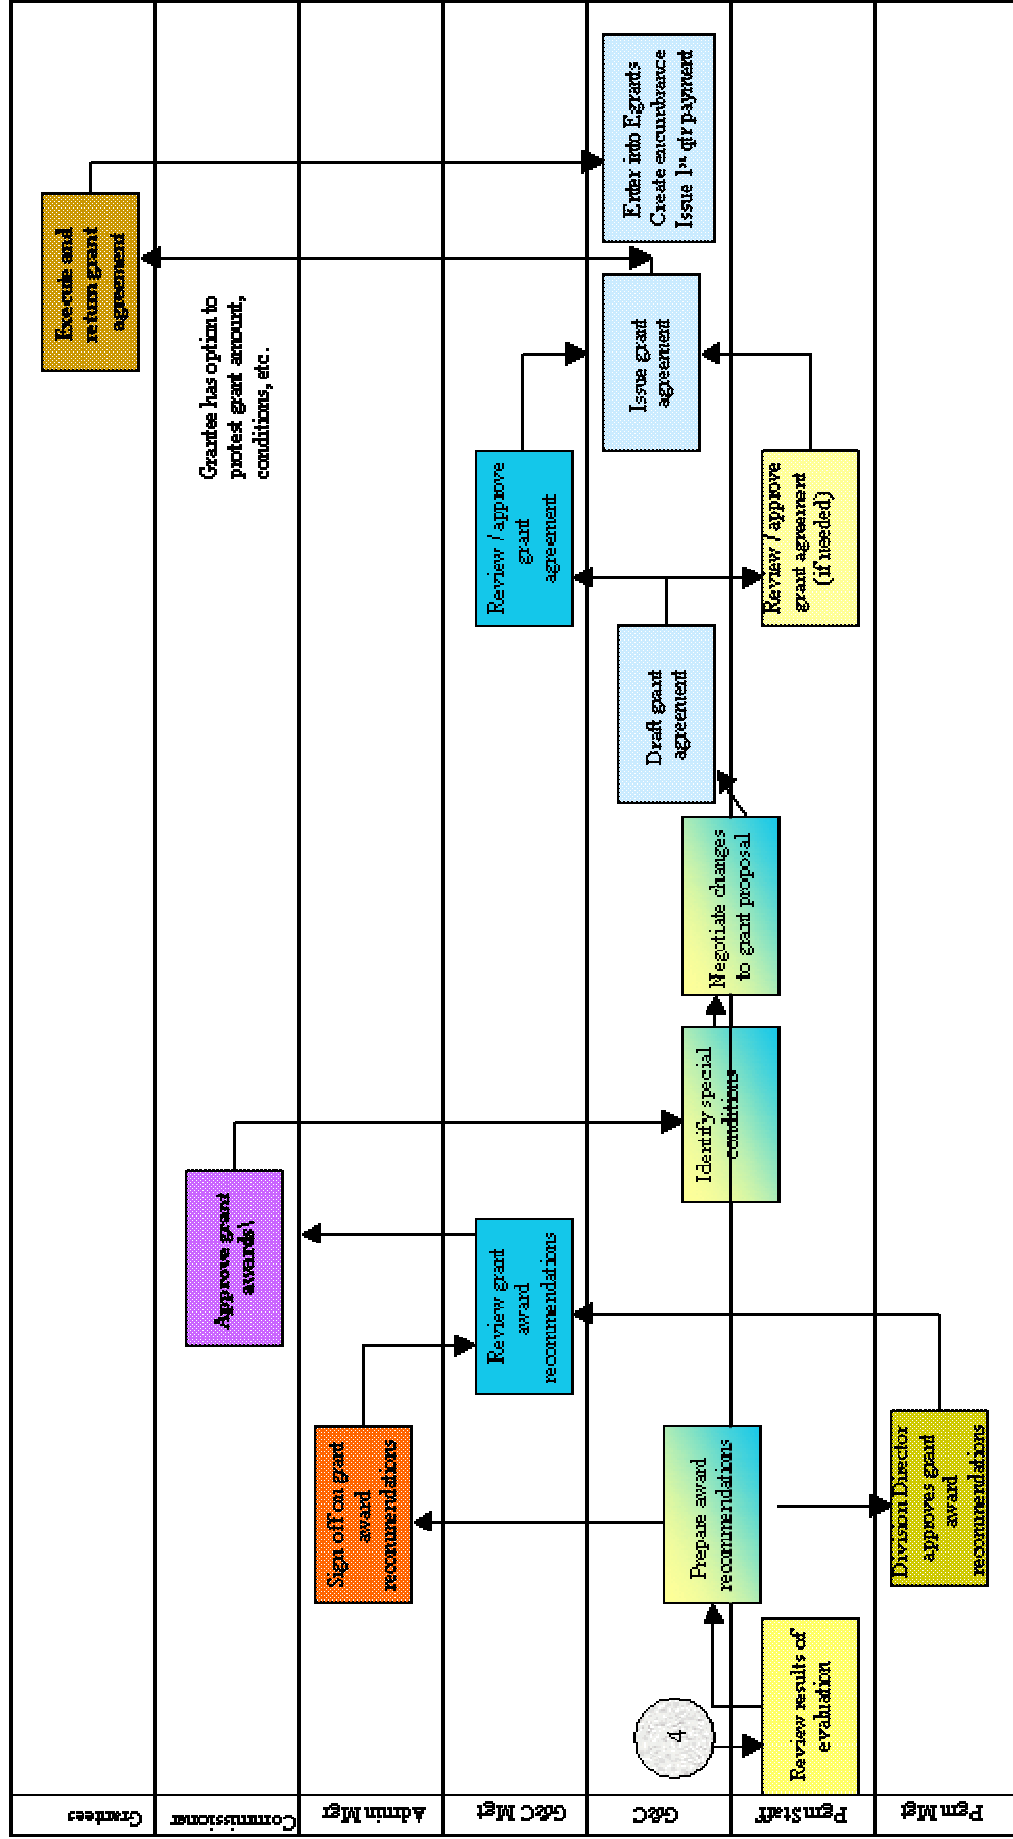 Grantees
Commissioner
Admin Mgr
G&C Mgt
G&C
Pgm Staff
Pgm Mgt
4
Review results of
evaluation
Prepare award
recommendations
Sign off on grant
award
recommendations
Division Director
approves grant
award
recommendations
Review grant
award
recommendations
Approve grant
awards\
Identify special
conditions
Negotiate changes
to grant proposal
Draft grant
agreement
Review / approve
grant
agreement
Review / approve
grant agreement
(if needed)
Issue grant
agreement
Grantee has option to
protest grant amount,
conditions, etc.
Execute and
return grant
agreement
Enter into Egrants
Create encumbrance
Issue 1st qtr payment